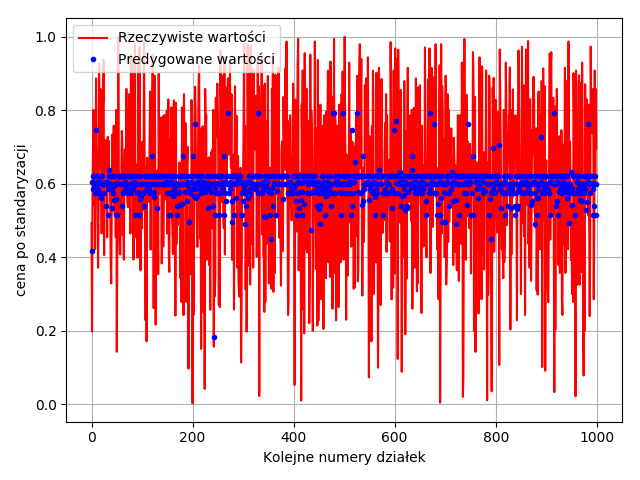 Rzeczywiste wartości
Predygowane wartości
cena po standaryzacji
1.0
0.8
0.6
0.4
0.2
0.0
0 200 400 600 800 1000
Kolejne numery działek